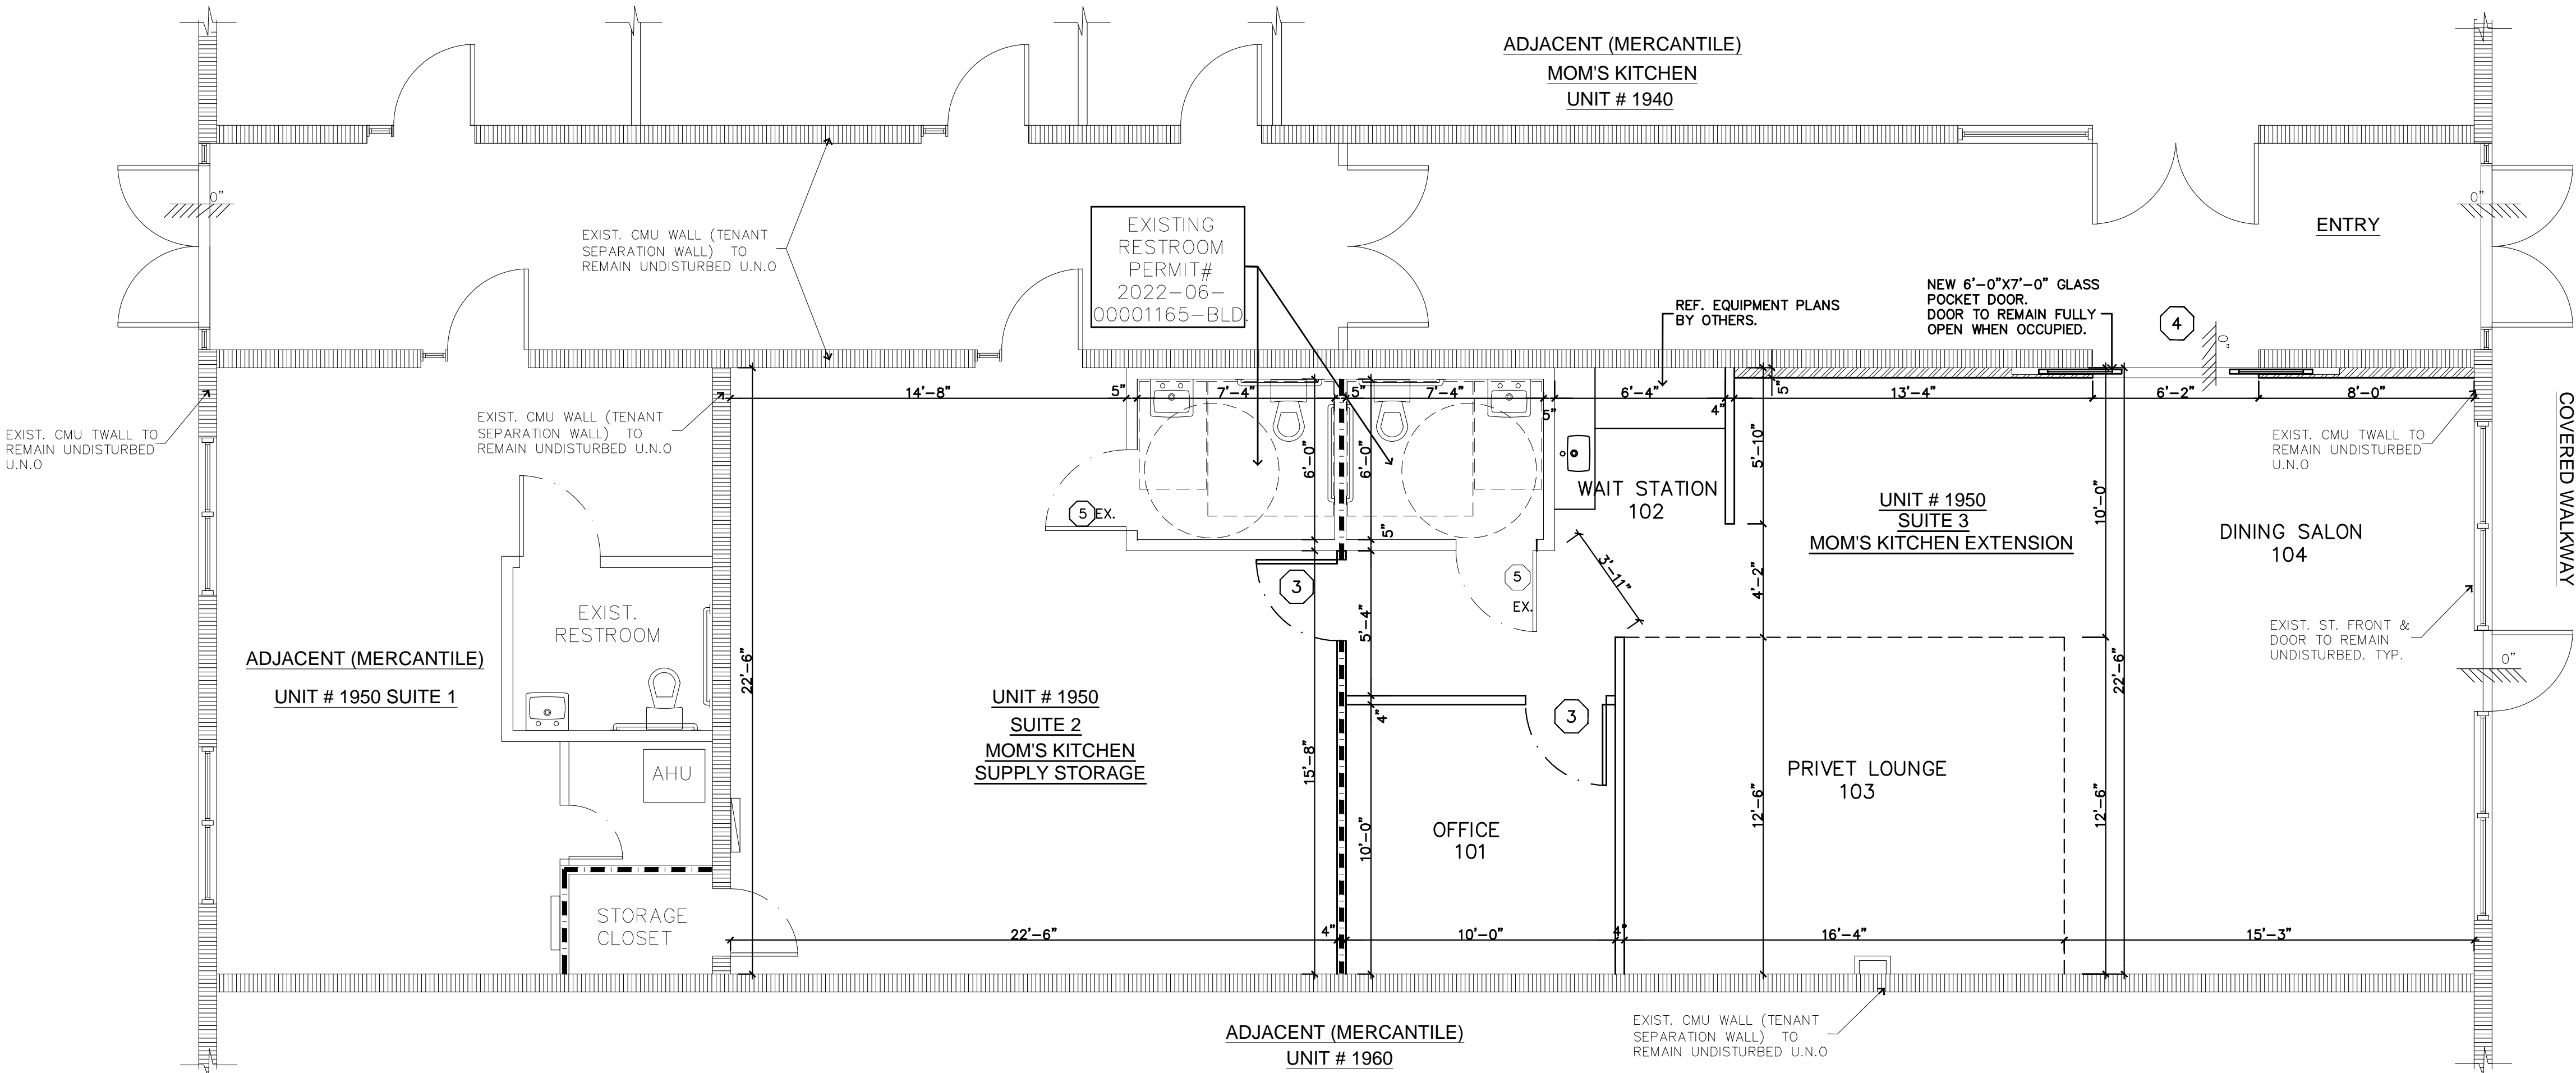 ADJACENT (MERCANTILE)
MOM'S KITCHEN
UNIT # 1940
0"
EXIST. CMU WALL (TENANT
SEPARATION WALL) TO
REMAIN UNDISTURBED U.N.O
EXISTING
RESTROOM
PERMIT#
2022-06-
00001165-BLD.
0"
ENTRY
REF. EQUIPMENT PLANS
BY OTHERS.
NEW 6'-0"X7'-0" GLASS
POCKET DOOR.
DOOR TO REMAIN FULLY
OPEN WHEN OCCUPIED.
4
0"
EXIST. CMU TWALL TO
REMAIN UNDISTURBED
U.N.O
EXIST. CMU WALL (TENANT
SEPARATION WALL) TO
REMAIN UNDISTURBED U.N.O
14'-8"
5"
7'-4"
5"
7'-4"
5"
6'-4"
4"
5"
13'-4"
6'-2"
8'-0"
EXIST. CMU TWALL TO
REMAIN UNDISTURBED
U.N.O
COVERED WALKWAY
6'-0"
6'-0"
5'-10"
10'-0"
5 EX.
5"
WAIT STATION
102
UNIT # 1950
SUITE 3
MOM'S KITCHEN EXTENSION
DINING SALON
104
3
5
EX.
3'-11"
4'-2"
5'-4"
EXIST.
RESTROOM
EXIST. ST. FRONT &
DOOR TO REMAIN
UNDISTURBED. TYP.
0"
ADJACENT (MERCANTILE)
UNIT # 1950 SUITE 1
22'-6"
UNIT # 1950
SUITE 2
MOM'S KITCHEN
SUPPLY STORAGE
15'-8"
4"
3
22'-6"
AHU
PRIVET LOUNGE
103
12'-6"
12'-6"
OFFICE
101
10'-0"
STORAGE
CLOSET
22'-6"
4"
10'-0"
4"
16'-4"
15'-3"
ADJACENT (MERCANTILE)
UNIT # 1960
EXIST. CMU WALL (TENANT
SEPARATION WALL) TO
REMAIN UNDISTURBED U.N.O